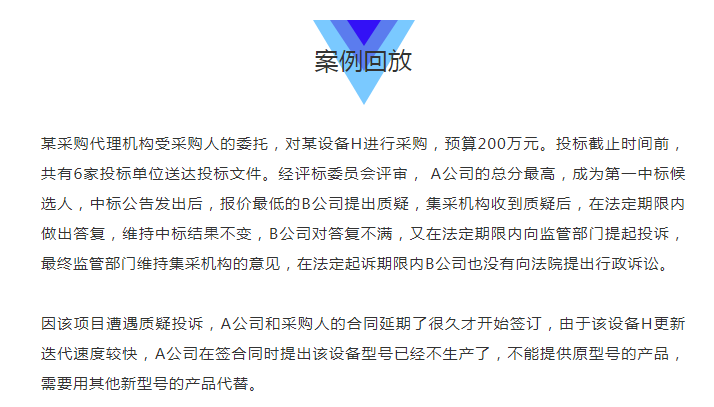 案例回放
某采购代理机构受采购人的委托，对某设备H进行采购，预算200万元。投标截止时间前，
共有6家投标单位送达投标文件。经评标委员会评审， A公司的总分最高，成为第一中标候
选人，中标公告发出后，报价最低的B公司提出质疑，集采机构收到质疑后，在法定期限内
做出答复，维持中标结果不变，B公司对答复不满，又在法定期限内向监管部门提起投诉，
最终监管部门维持集采机构的意见，在法定起诉期限内B公司也没有向法院提出行政诉讼。
因该项目遭遇质疑投诉，A公司和采购人的合同延期了很久才开始签订，由于该设备H更新
迭代速度较快，A公司在签合同时提出该设备型号已经不生产了，不能提供原型号的产品，
需要用其他新型号的产品代替。